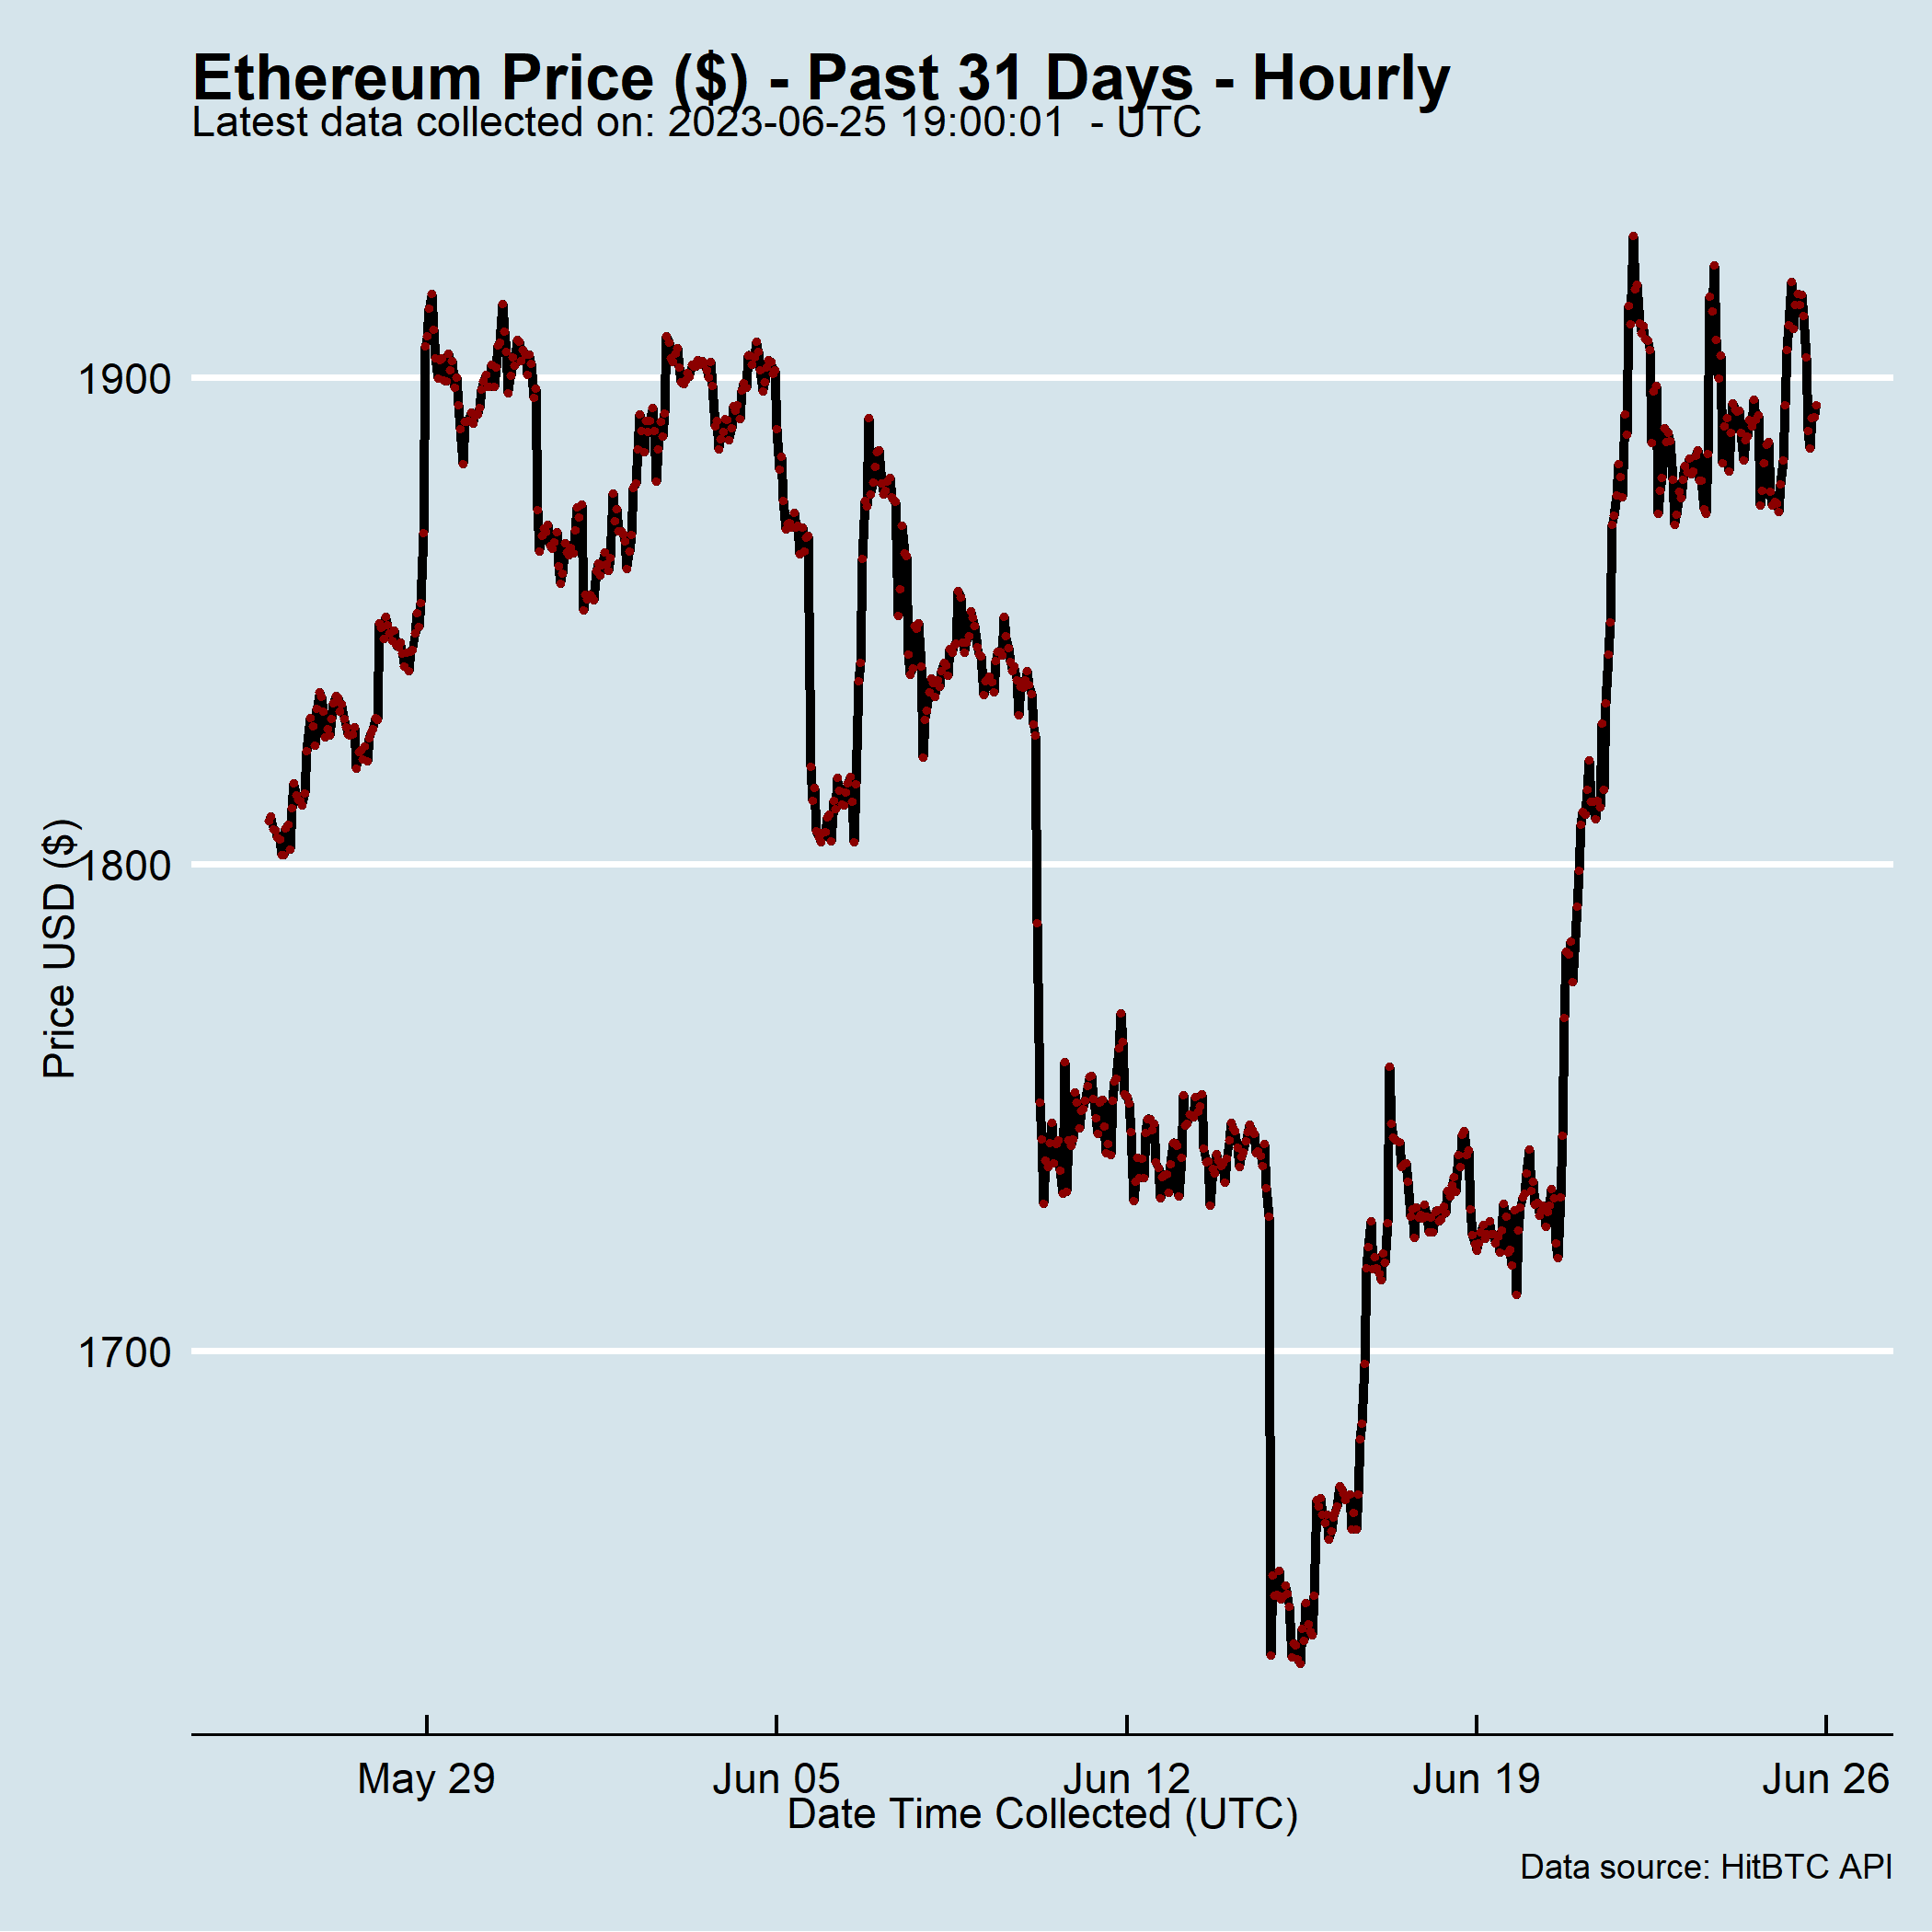 Ethereum Price ($) - Past 31 Days - Hourly
Latest data collected on: 2023-06-25 19:00:01  - UTC
Price USD ($)
1900
1800
1700
May 29
Jun 05
Jun 12
Jun 19
Jun 26
Date Time Collected (UTC)
Data source: HitBTC API